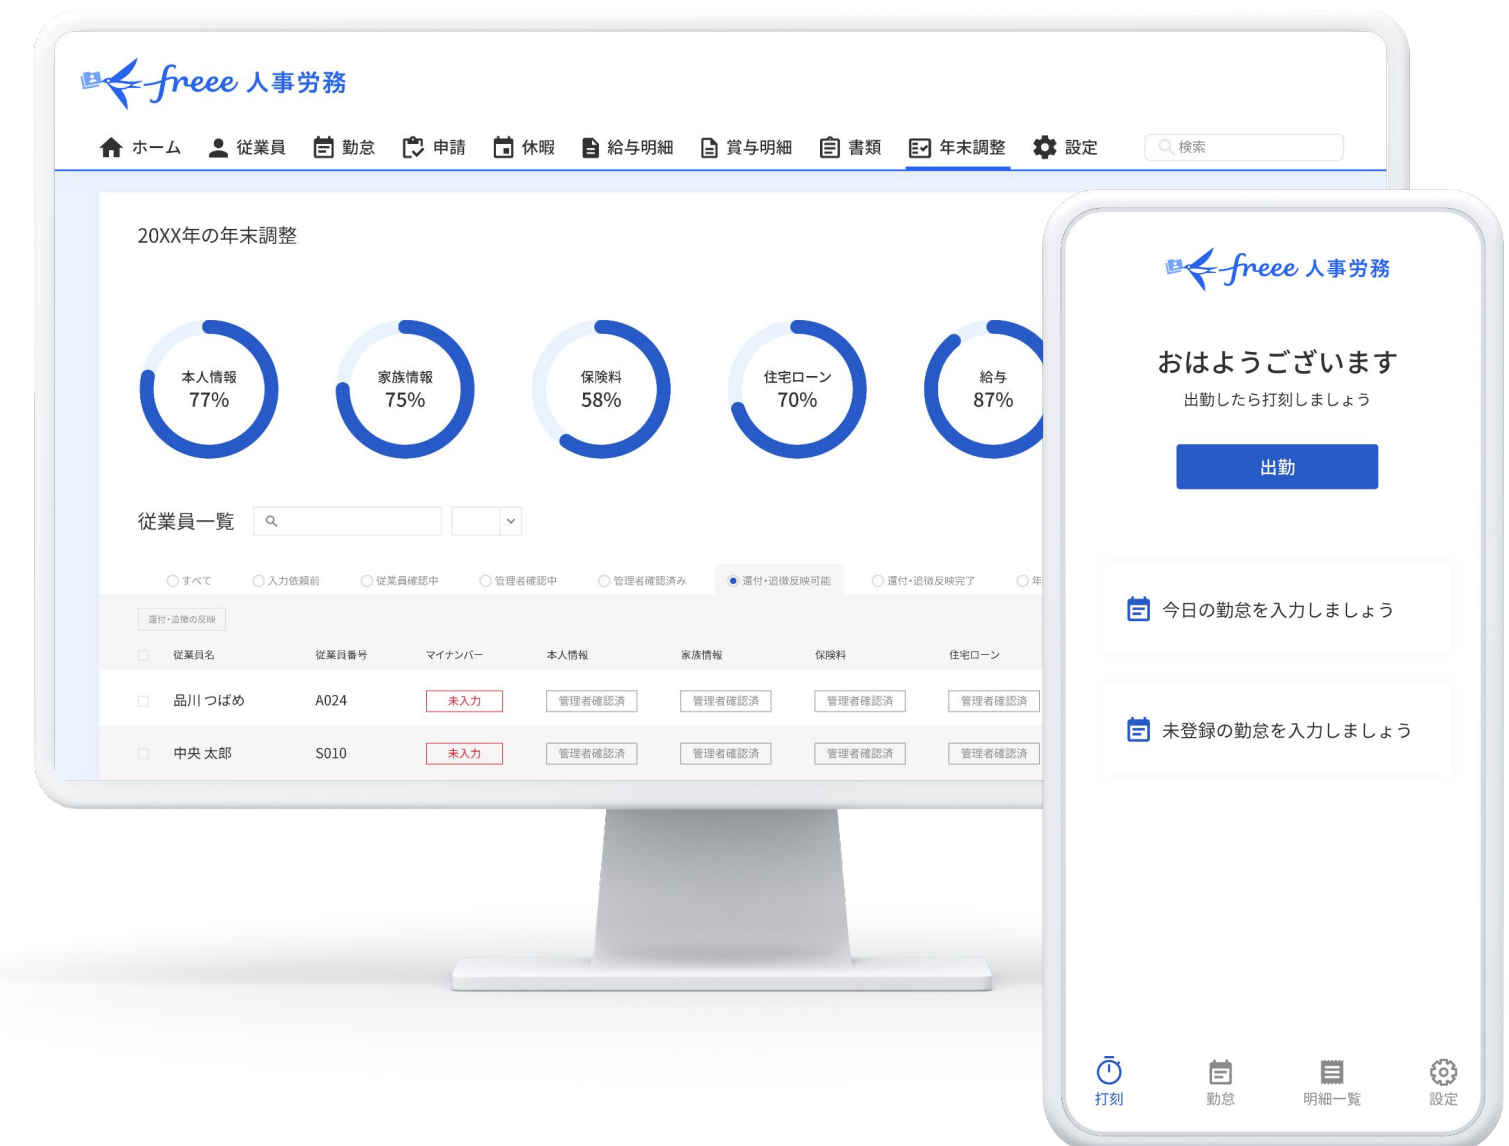 freee 人事労務
ホーム 従業員 勤怠 申請 休暇 給与明細 賞与明細 書類 年末調整 設定 検索
20XX年の年末調整
本人情報 77%
家族情報 75%
保険料 58%
住宅ローン 70%
給与 87%
従業員一覧
すべて 入力依頼前 従業員確認中 管理者確認中 管理者確認済み 還付・追徴反映可能 還付・追徴反映完了 年
還付・追徴の反映
従業員名 従業員番号 マイナンバー 本人情報 家族情報 保険料 住宅ローン
品川 つばめ A024 未入力 管理者確認済 管理者確認済 管理者確認済 管理者確認済
中央 太郎 S010 未入力 管理者確認済 管理者確認済 管理者確認済 管理者確認済
freee 人事労務
おはようございます
出勤したら打刻しましょう
出勤
今日の勤怠を入力しましょう
未登録の勤怠を入力しましょう
打刻 勤怠 明細一覧 設定